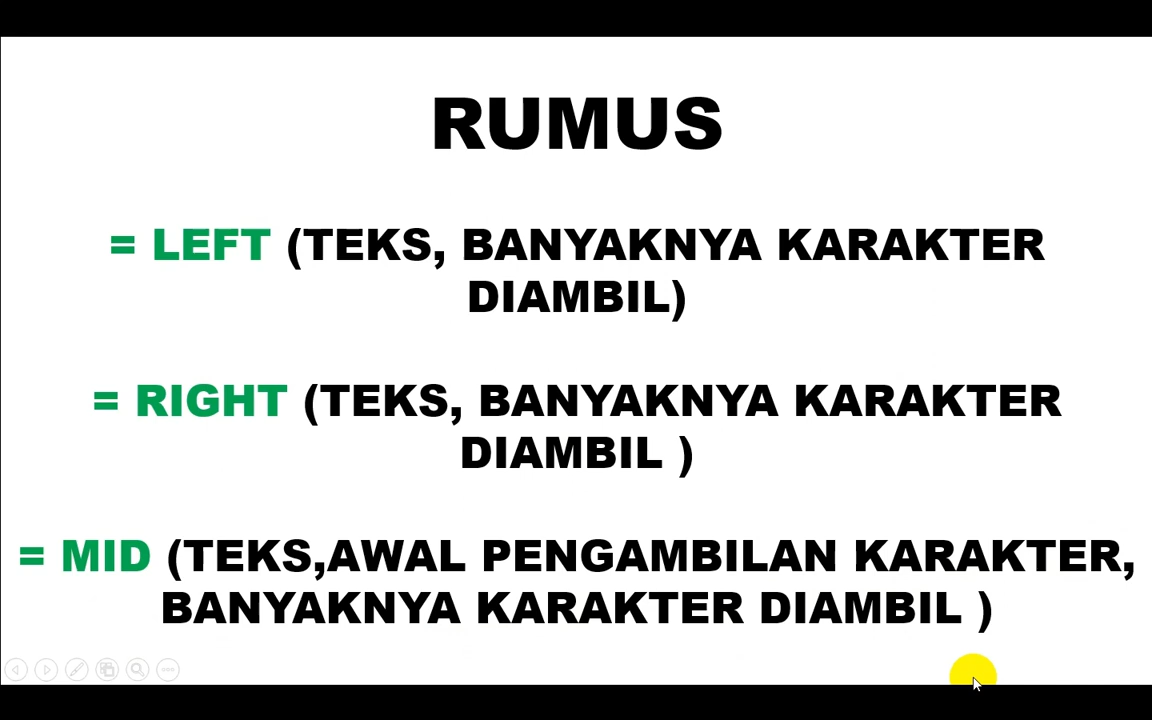 RUMUS
= LEFT (TEKS, BANYAKNYA KARAKTER
DIAMBIL)
= RIGHT (TEKS, BANYAKNYA KARAKTER
DIAMBIL )
= MID (TEKS,AWAL PENGAMBILAN KARAKTER,
BANYAKNYA KARAKTER DIAMBIL )